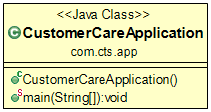 <<Java Class>>
CustomerCareApplication
com.cts.app
CustomerCareApplication()
main(String[]):void